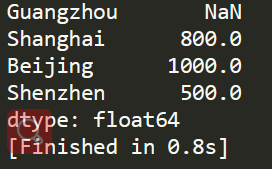 Guangzhou NaN
Shanghai 800.0
Beijing 1000.0
Shenzhen 500.0
dtype: float64
[Finished in 0.8s]